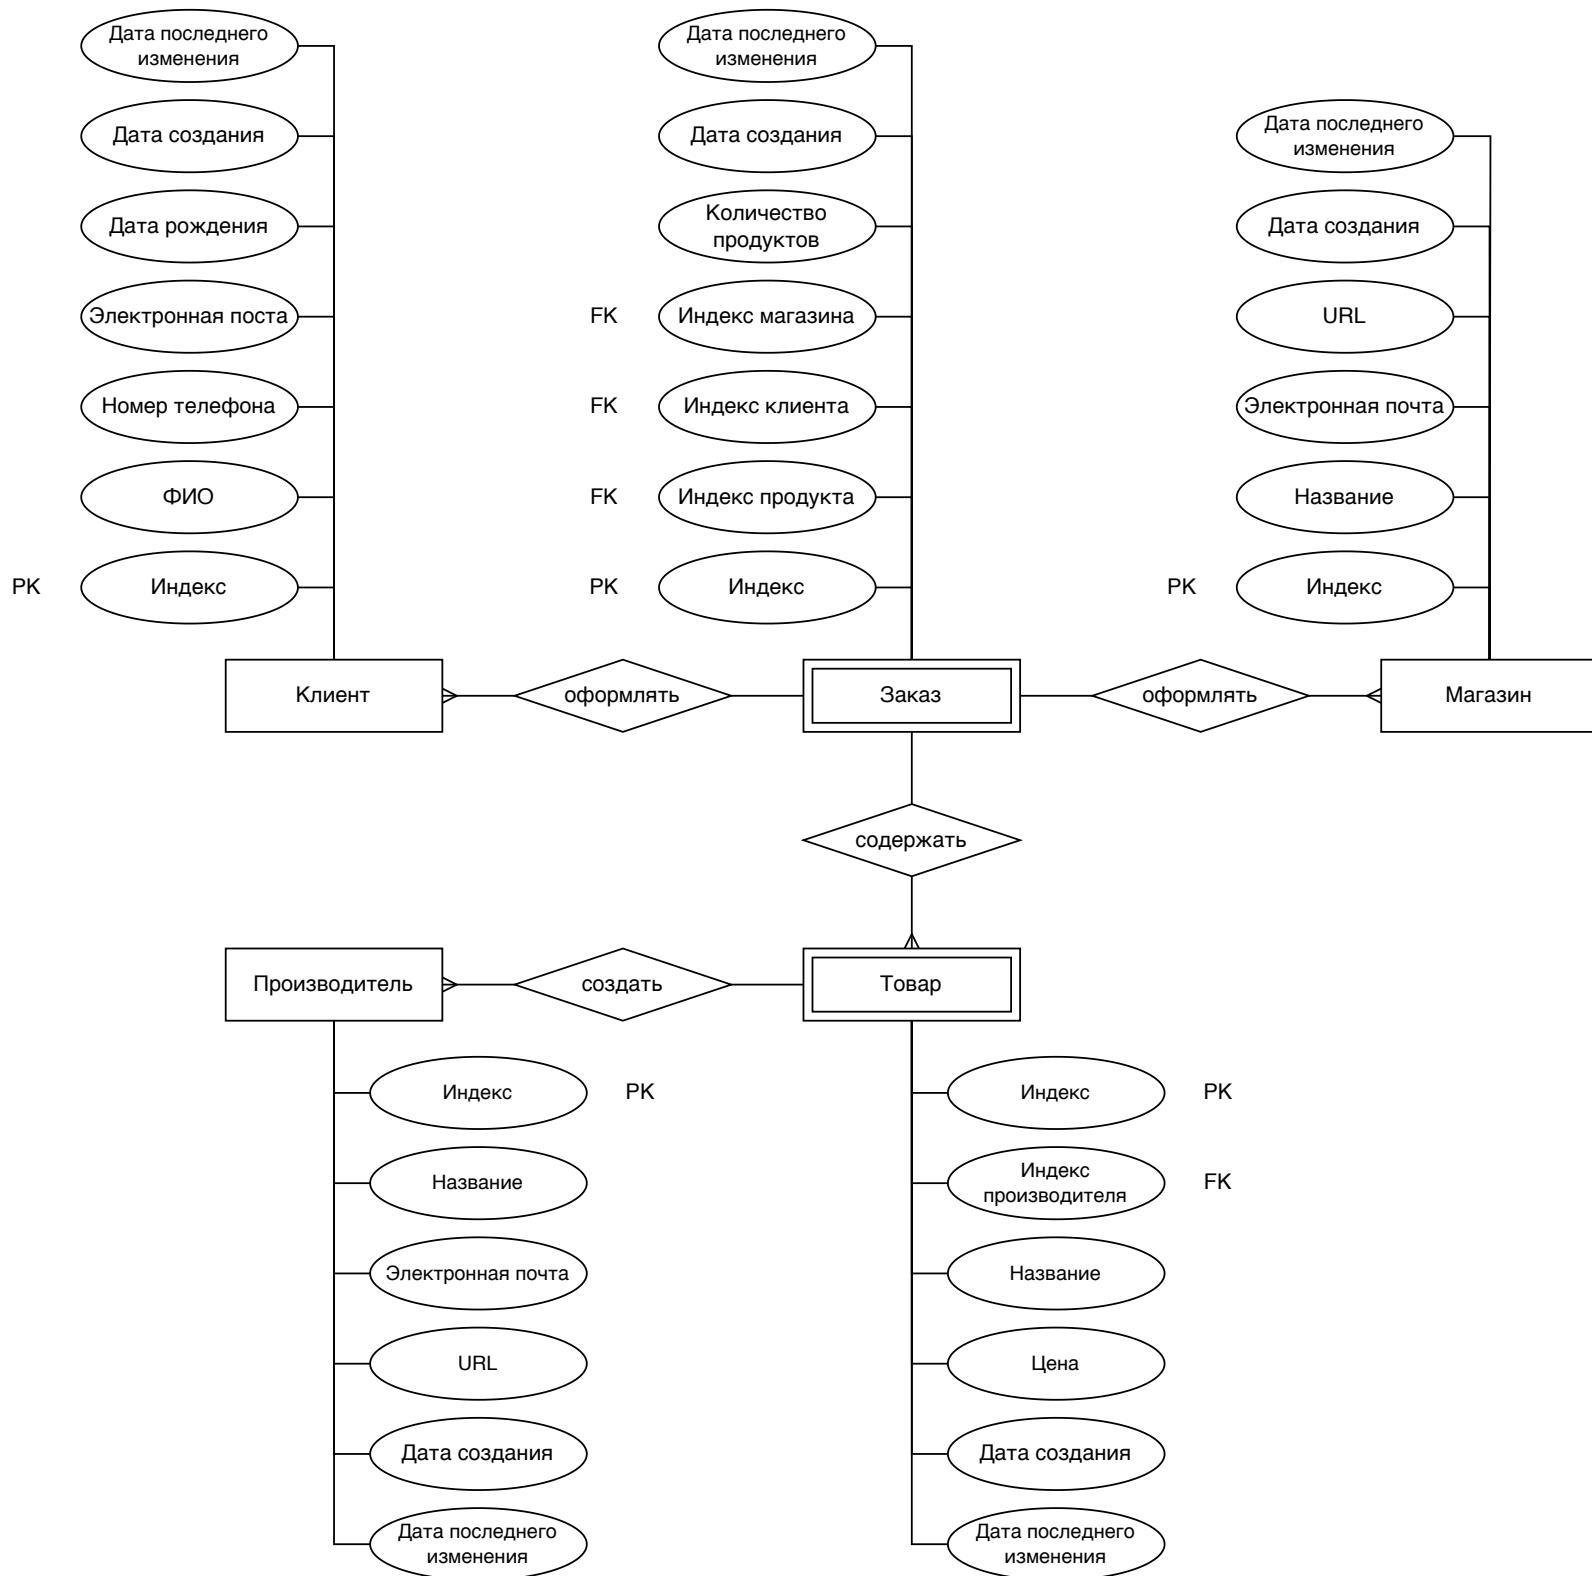 Дата последнего
изменения
Дата создания
Дата рождения
Электронная поста
Номер телефона
ФИО
PK
Индекс
Дата последнего
изменения
Дата создания
Количество
продуктов
FK
Индекс магазина
FK
Индекс клиента
FK
Индекс продукта
PK
Индекс
Дата последнего
изменения
Дата создания
URL
Электронная почта
Название
PK
Индекс
Клиент
оформлять
Заказ
оформлять
Магазин
содержать
Производитель
создать
Товар
Индекс
PK
Название
Электронная почта
URL
Дата создания
Дата последнего
изменения
Индекс
PK
Индекс
производителя
FK
Название
Цена
Дата создания
Дата последнего
изменения